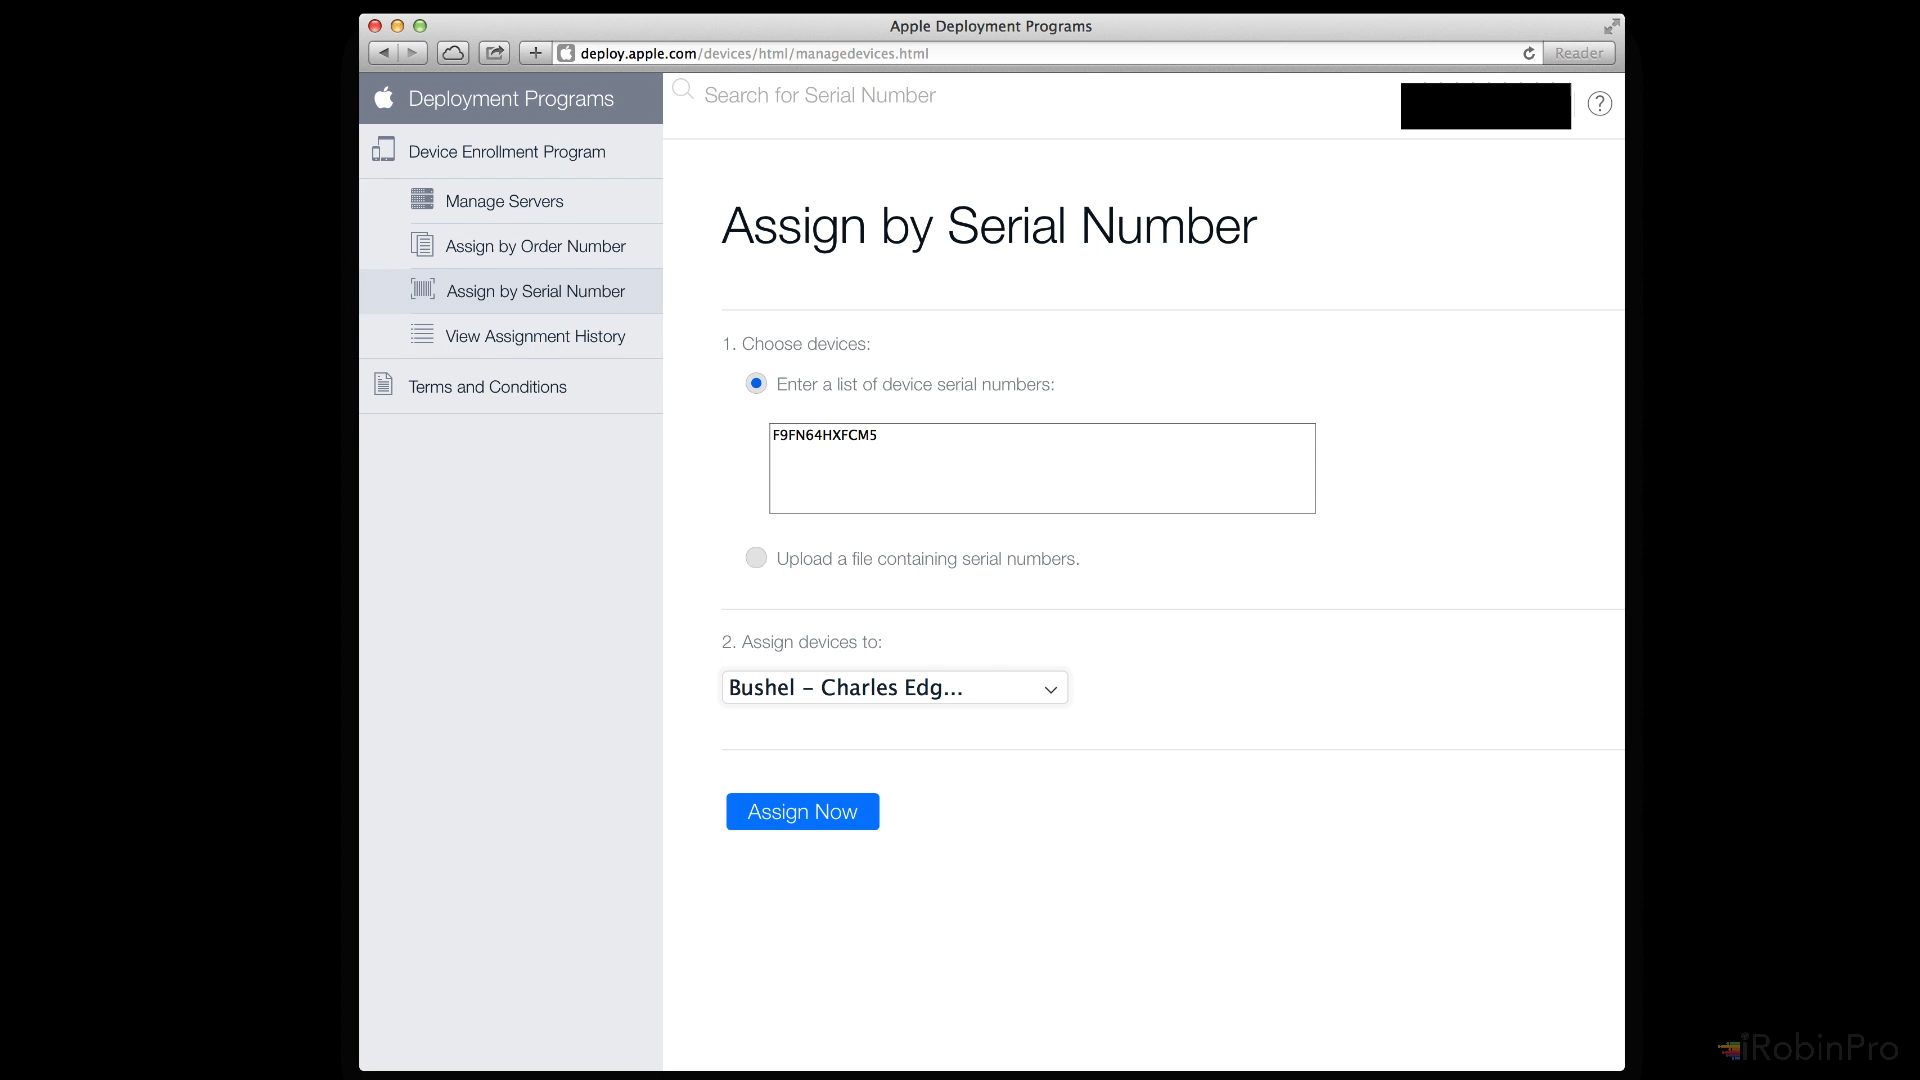 Apple Deployment Programs
deploy.apple.com/devices/html/managedevices.html
Reader
Deployment Programs
Search for Serial Number
?
Device Enrollment Program
Manage Servers
Assign by Order Number
Assign by Serial Number
View Assignment History
Terms and Conditions
Assign by Serial Number
1. Choose devices:
Enter a list of device serial numbers:
F9FN64HXFCM5
Upload a file containing serial numbers.
2. Assign devices to:
Bushel – Charles Edg...
Assign Now
iRobinPro